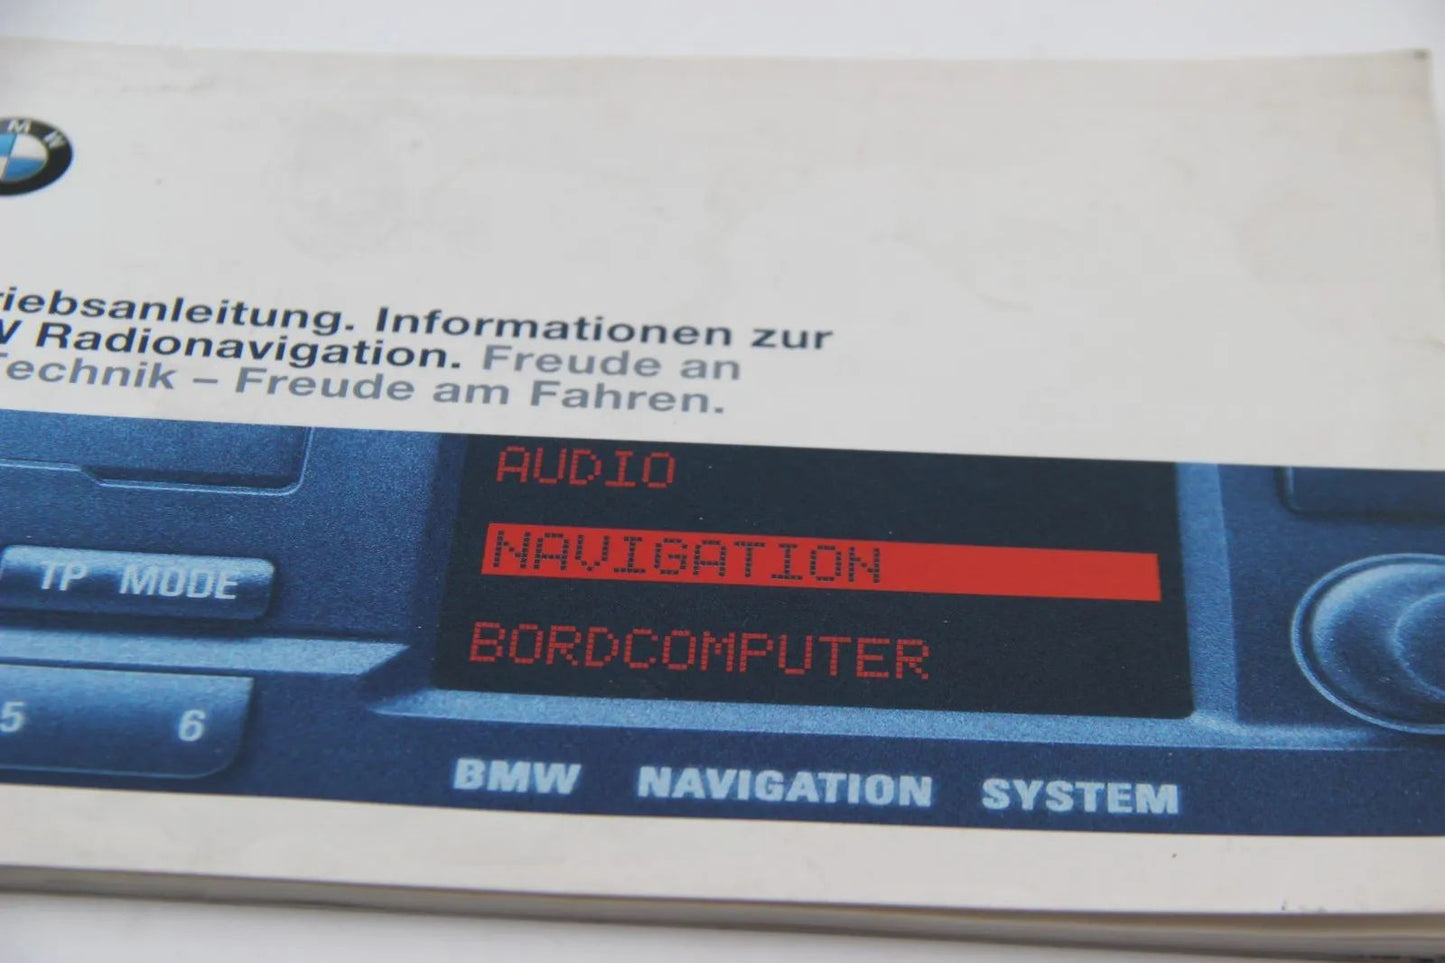 M W
riebsanleitung. Informationen zur
W Radionavigation. Freude an
Technik – Freude am Fahren.
AUDIO
NAVIGATION
TP MODE
BORDCOMPUTER
5 6
BMW NAVIGATION SYSTEM